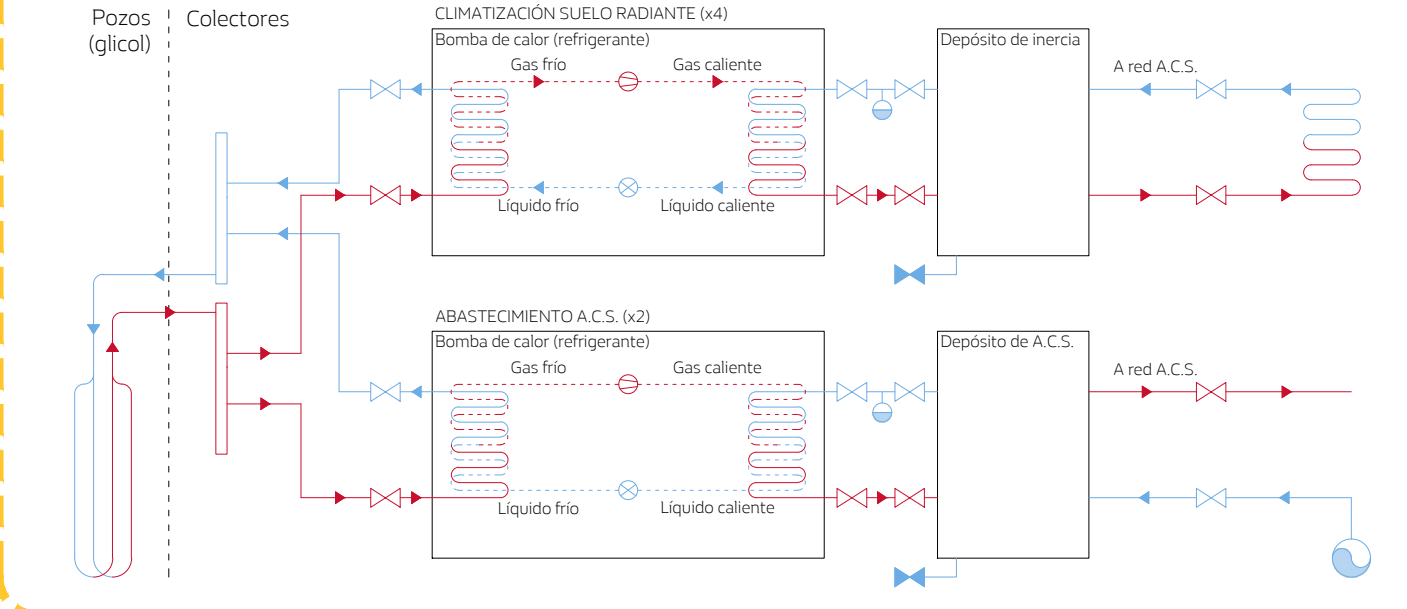 Pozos
(glicol)
Colectores
CLIMATIZACIÓN SUELO RADIANTE (x4)
Bomba de calor (refrigerante)
Gas frío
Gas caliente
Líquido frío
Líquido caliente
Depósito de inercia
A red A.C.S.
ABASTECIMIENTO A.C.S. (x2)
Bomba de calor (refrigerante)
Gas frío
Gas caliente
Líquido frío
Líquido caliente
Depósito de A.C.S.
A red A.C.S.